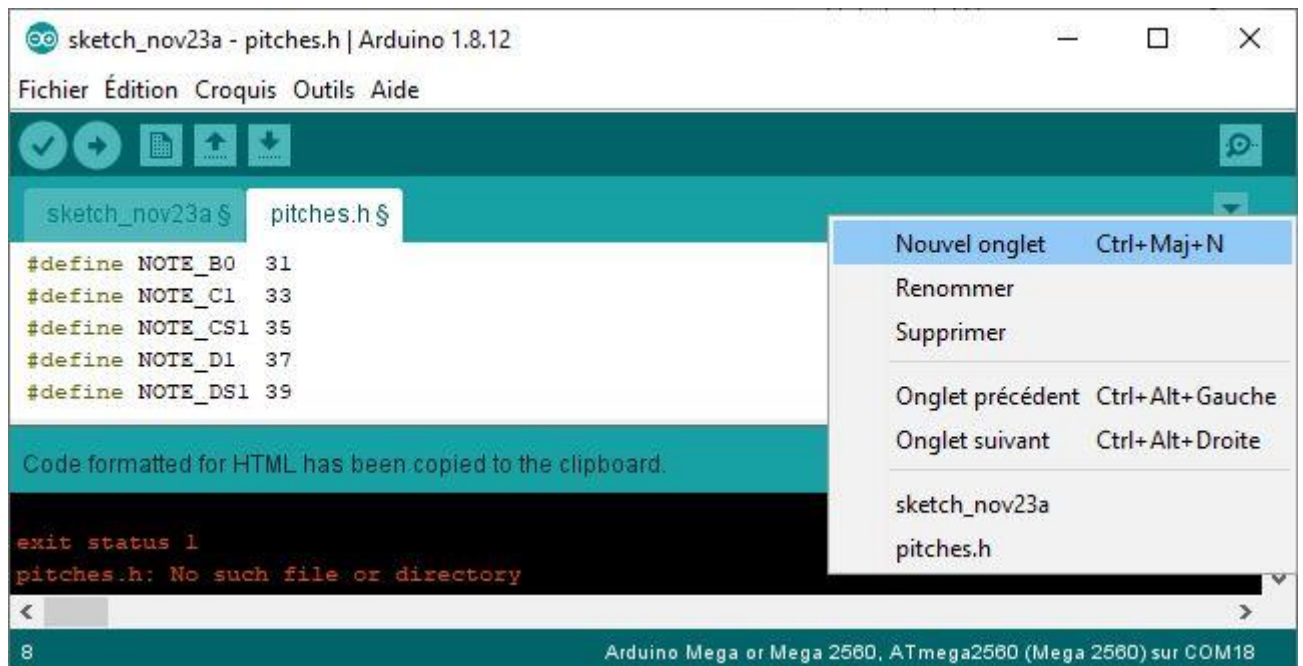 sketch_nov23a - pitches.h | Arduino 1.8.12
Fichier Édition Croquis Outils Aide
sketch_nov23a § pitches.h §
#define NOTE_B0 31
#define NOTE_C1 33
#define NOTE_CS1 35
#define NOTE_D1 37
#define NOTE_DS1 39
Nouvel onglet Ctrl+Maj+N
Renommer
Supprimer
Onglet précédent Ctrl+Alt+Gauche
Onglet suivant Ctrl+Alt+Droite
sketch_nov23a
pitches.h
Code formatted for HTML has been copied to the clipboard.
exit status 1
pitches.h: No such file or directory
8 Arduino Mega or Mega 2560, ATmega2560 (Mega 2560) sur COM18